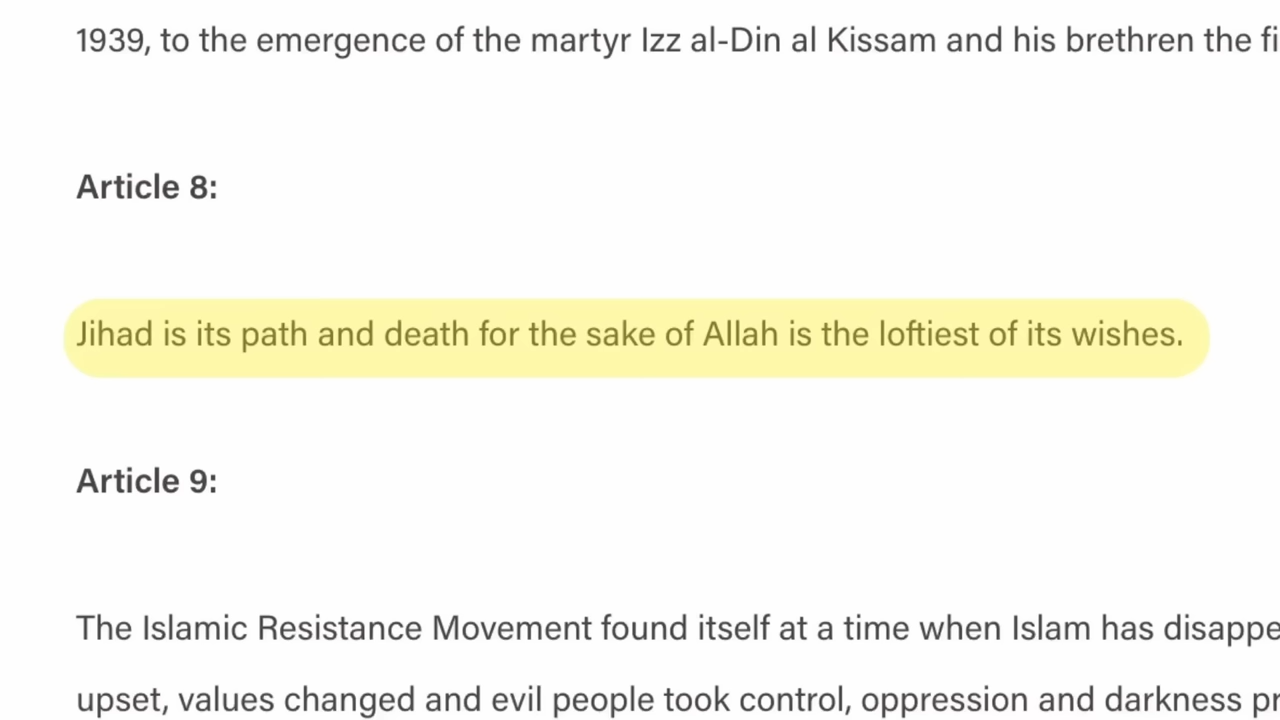 1939, to the emergence of the martyr Izz al-Din al Kissam and his brethren the
Article 8:
Jihad is its path and death for the sake of Allah is the loftiest of its wishes.
Article 9:
The Islamic Resistance Movement found itself at a time when Islam has
upset, values changed and evil people took control, oppression and darkness